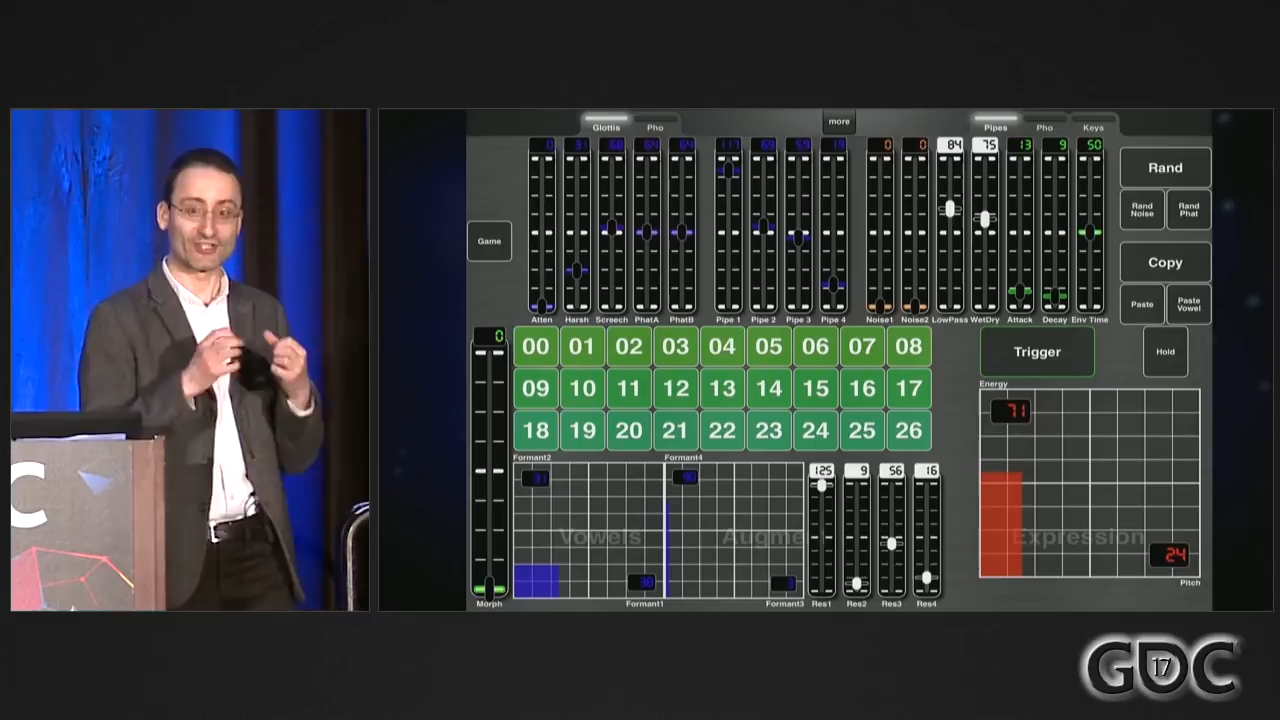 Glottis Pho more Pipes Pho Keys
0 31 60 64 64 117 69 59 19 0 0 84 75 13 9 50
Rand
Rand Noise
Rand Phat
Game
Copy
Paste
Paste Vowel
Atten Harsh Screech PhatA PhatB Pipe 1 Pipe 2 Pipe 3 Pipe 4 Noise1 Noise2 LowPass WetDry Attack Decay Env Time
0
00 01 02 03 04 05 06 07 08
Trigger
Hold
09 10 11 12 13 14 15 16 17
Energy
71
18 19 20 21 22 23 24 25 26
Formant2 Formant4
31
125 9 56 16
Vowels Augme
Expression
38 3
24
Morph Formant1 Formant3 Res1 Res2 Res3 Res4
Pitch
C
GDC
17